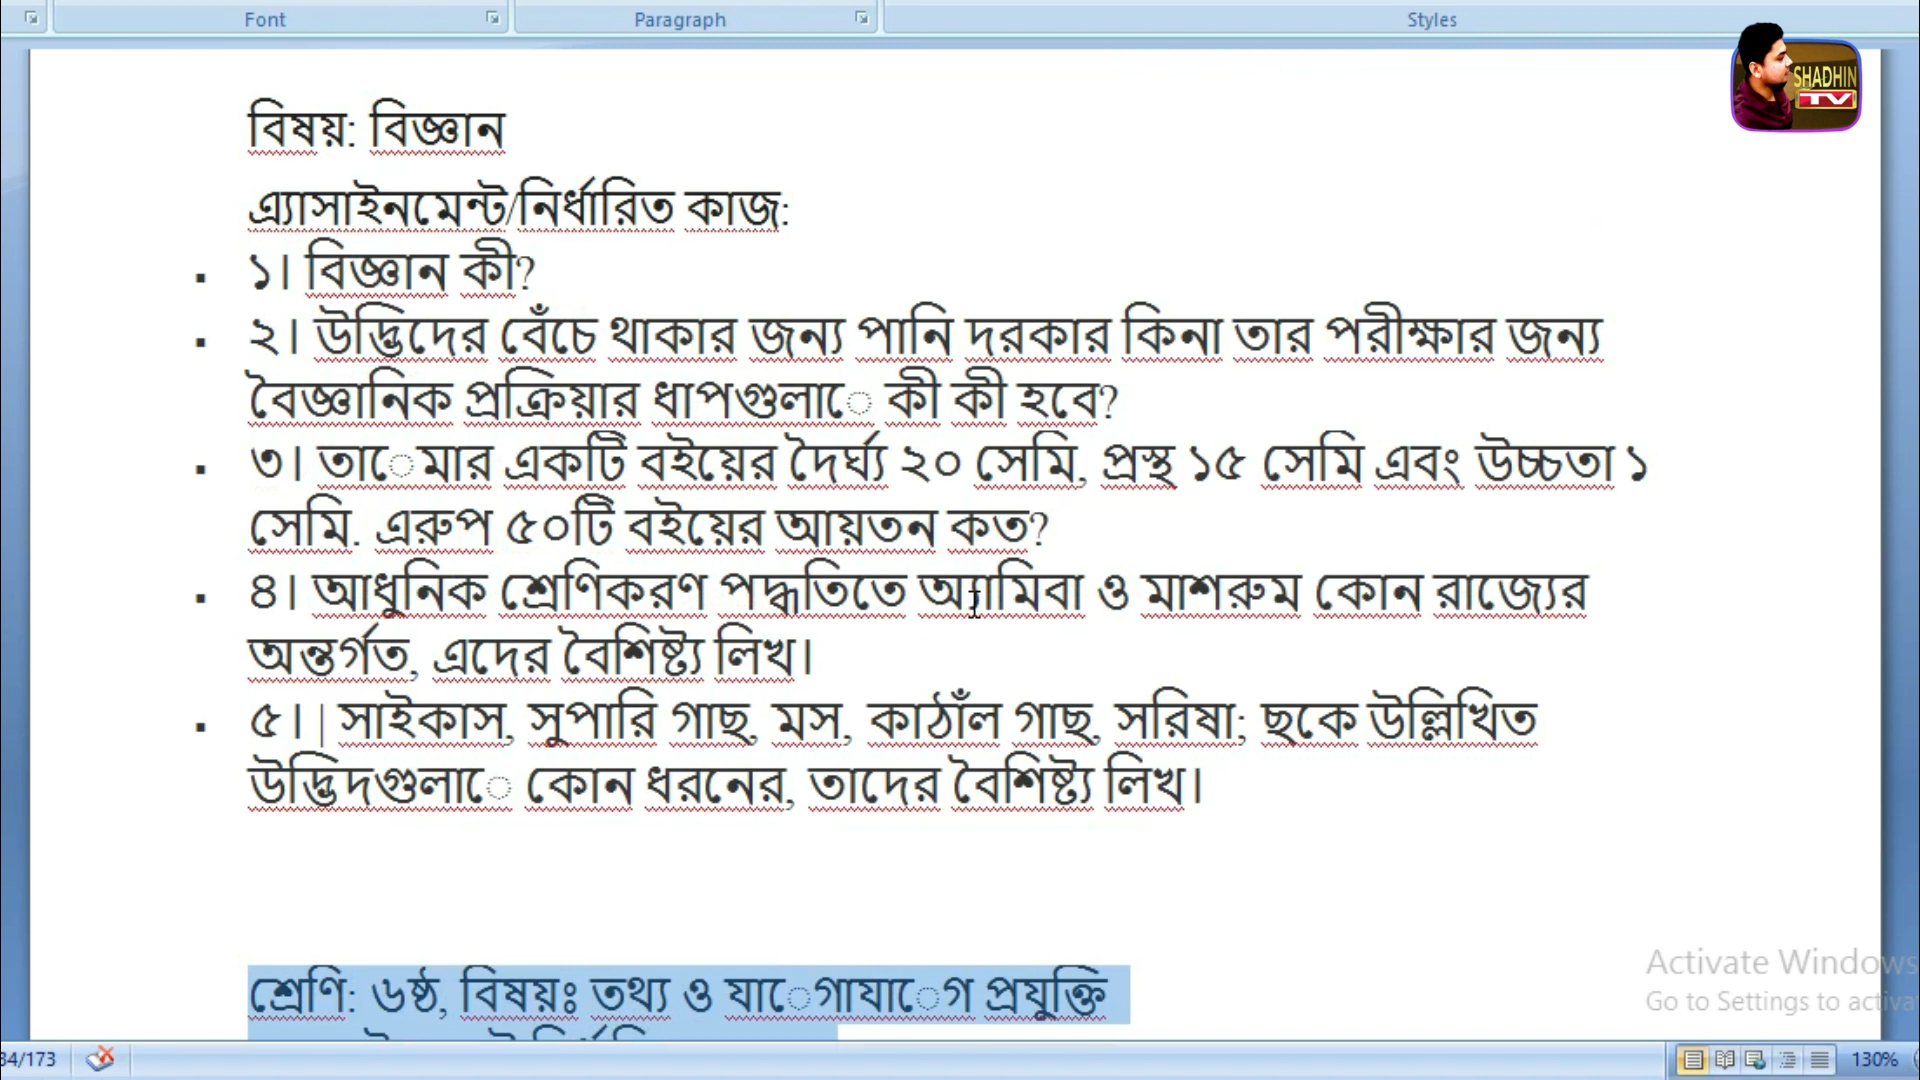 Font Paragraph Styles
SHADHIN
TV
বিষয়: বিজ্ঞান
এ্যাসাইনমেন্ট/নির্ধারিত কাজ:
▪ ১। বিজ্ঞান কী?
▪ ২। উদ্ভিদের বেঁচে থাকার জন্য পানি দরকার কিনা তার পরীক্ষার জন্য
বৈজ্ঞানিক প্রক্রিয়ার ধাপগুলাে কী কী হবে?
▪ ৩। তােমার একটি বইয়ের দৈর্ঘ্য ২০ সেমি, প্রস্থ ১৫ সেমি এবং উচ্চতা ১
সেমি. এরুপ ৫০টি বইয়ের আয়তন কত?
▪ ৪। আধুনিক শ্রেণিকরণ পদ্ধতিতে অ্যামিবা ও মাশরুম কোন রাজ্যের
অন্তর্গত, এদের বৈশিষ্ট্য লিখ।
▪ ৫।| সাইকাস, সুপারি গাছ, মস, কাঠাঁল গাছ, সরিষা; ছকে উল্লিখিত
উদ্ভিদগুলাে কোন ধরনের, তাদের বৈশিষ্ট্য লিখ।
Activate Windows
Go to Settings to activa
শ্রেণি: ৬ষ্ঠ, বিষয়ঃ তথ্য ও যােগাযােগ প্রযুক্তি
34/173 130%